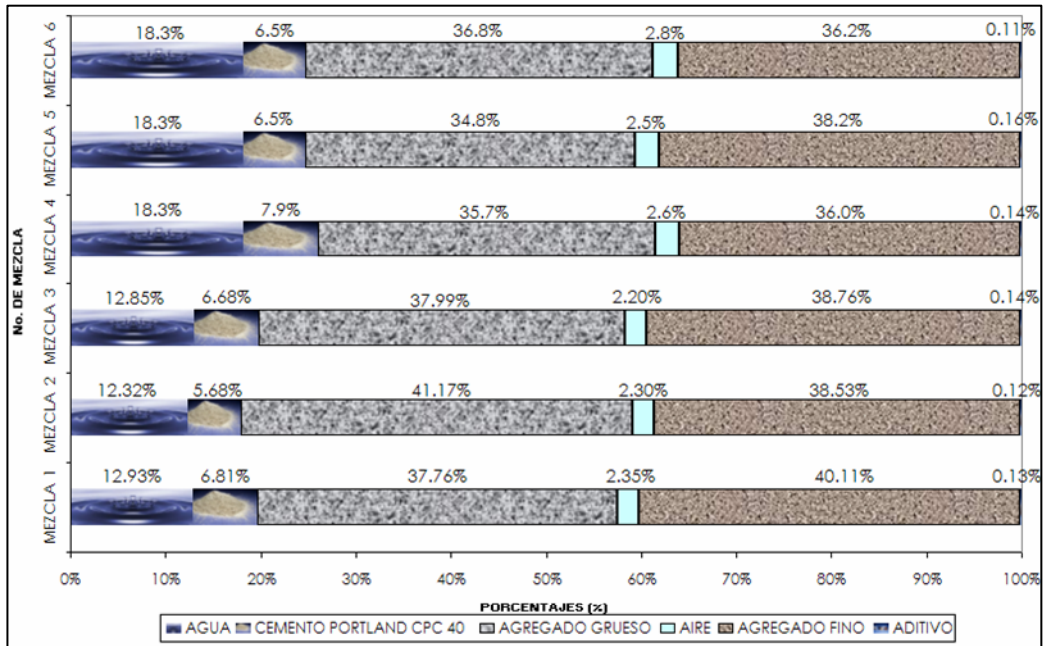 No. DE MEZCLA
MEZCLA 6
18.3% 6.5% 36.8% 2.8% 36.2% 0.11%
MEZCLA 5
18.3% 6.5% 34.8% 2.5% 38.2% 0.16%
MEZCLA 4
18.3% 7.9% 35.7% 2.6% 36.0% 0.14%
MEZCLA 3
12.85% 6.68% 37.99% 2.20% 38.76% 0.14%
MEZCLA 2
12.32% 5.68% 41.17% 2.30% 38.53% 0.12%
MEZCLA 1
12.93% 6.81% 37.76% 2.35% 40.11% 0.13%
0% 10% 20% 30% 40% 50% 60% 70% 80% 90% 100%
PORCENTAJES (%)
AGUA CEMENTO PORTLAND CPC 40 AGREGADO GRUESO AIRE AGREGADO FINO ADITIVO